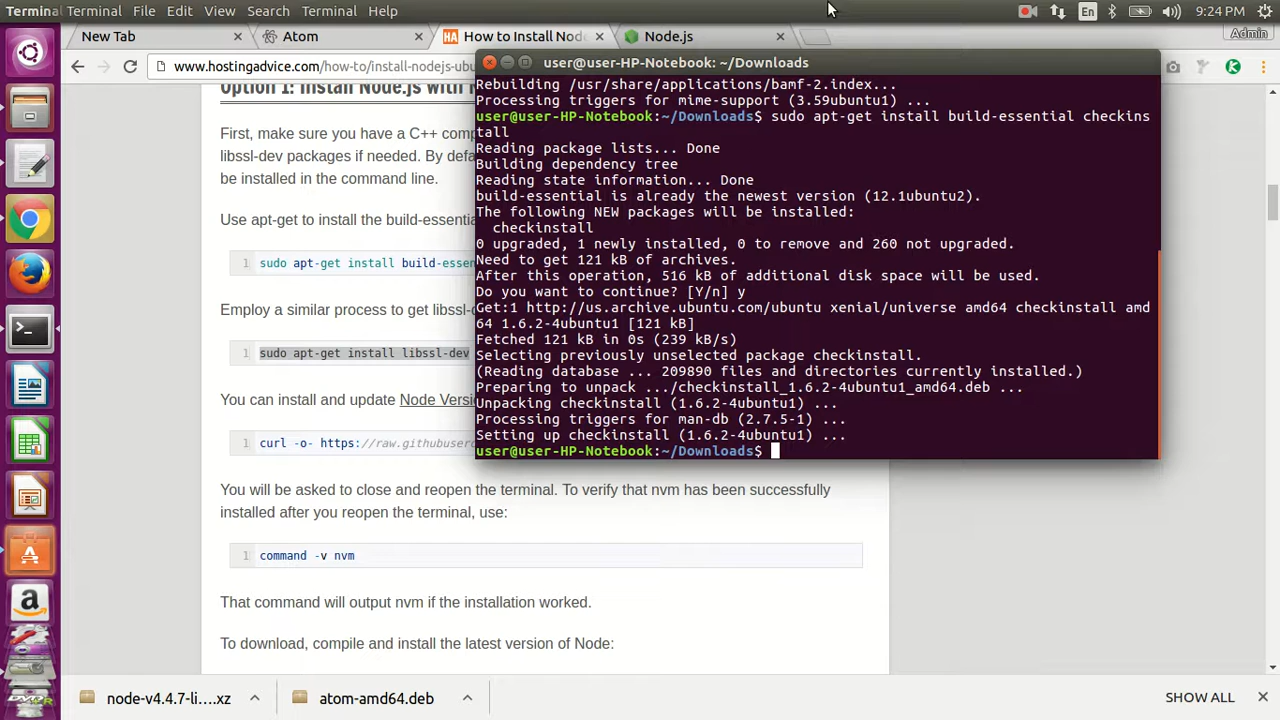 Terminal Terminal File Edit View Search Terminal Help En 9:24 PM
New Tab Atom HA How to Install Node Node.js Admin
www.hostingadvice.com/how-to/install-nodejs-ubu
user@user-HP-Notebook: ~/Downloads
Option 1: Install Node.js with N
First, make sure you have a C++ comp
libssl-dev packages if needed. By defa
be installed in the command line.
Use apt-get to install the build-essentia
1 sudo apt-get install build-essen
Employ a similar process to get libssl-d
1 sudo apt-get install libssl-dev
You can install and update Node Versio
1 curl -o- https://raw.githubuserc
Rebuilding /usr/share/applications/bamf-2.index...
Processing triggers for mime-support (3.59ubuntu1) ...
user@user-HP-Notebook:~/Downloads$ sudo apt-get install build-essential checkins
tall
Reading package lists... Done
Building dependency tree
Reading state information... Done
build-essential is already the newest version (12.1ubuntu2).
The following NEW packages will be installed:
checkinstall
0 upgraded, 1 newly installed, 0 to remove and 260 not upgraded.
Need to get 121 kB of archives.
After this operation, 516 kB of additional disk space will be used.
Do you want to continue? [Y/n] y
Get:1 http://us.archive.ubuntu.com/ubuntu xenial/universe amd64 checkinstall amd
64 1.6.2-4ubuntu1 [121 kB]
Fetched 121 kB in 0s (239 kB/s)
Selecting previously unselected package checkinstall.
(Reading database ... 209890 files and directories currently installed.)
Preparing to unpack .../checkinstall_1.6.2-4ubuntu1_amd64.deb ...
Unpacking checkinstall (1.6.2-4ubuntu1) ...
Processing triggers for man-db (2.7.5-1) ...
Setting up checkinstall (1.6.2-4ubuntu1) ...
user@user-HP-Notebook:~/Downloads$
You will be asked to close and reopen the terminal. To verify that nvm has been successfully
installed after you reopen the terminal, use:
1 command -v nvm
That command will output nvm if the installation worked.
To download, compile and install the latest version of Node:
node-v4.4.7-li....xz atom-amd64.deb SHOW ALL